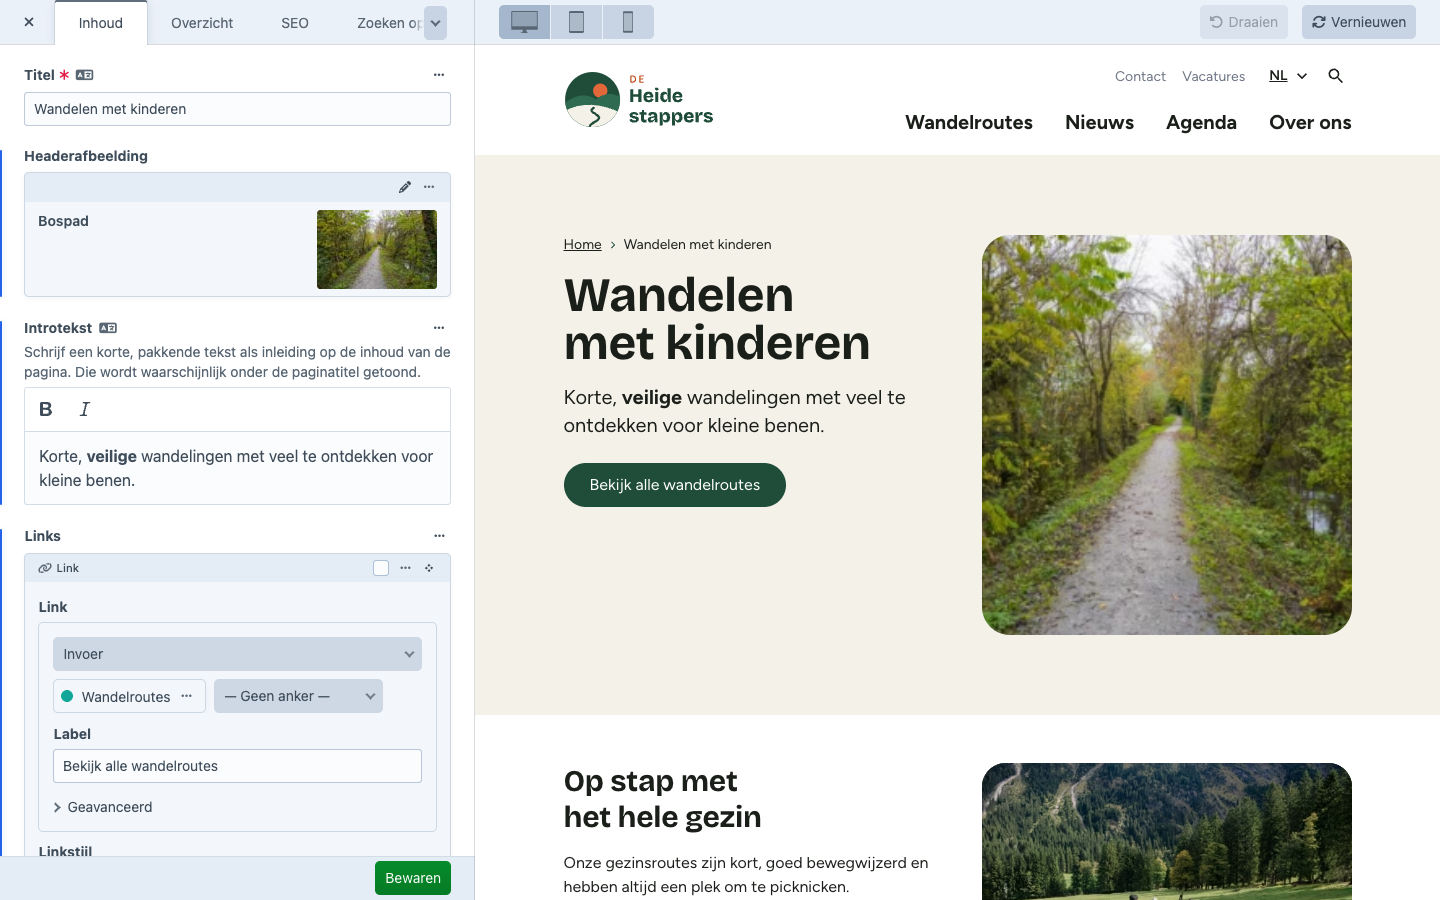 Inhoud
Overzicht
SEO
Zoeken op
Draaien
Vernieuwen
Titel *
Wandelen met kinderen
Headerafbeelding
Bospad
Introtekst
Schrijf een korte, pakkende tekst als inleiding op de inhoud van de
pagina. Die wordt waarschijnlijk onder de paginatitel getoond.
B I
Korte, veilige wandelingen met veel te ontdekken voor
kleine benen.
Links
Link
Link
Invoer
Wandelroutes
— Geen anker —
Label
Bekijk alle wandelroutes
Geavanceerd
Linkstijl
Bewaren
DE
Heide
stappers
Contact
Vacatures
NL
Wandelroutes
Nieuws
Agenda
Over ons
Home > Wandelen met kinderen
Wandelen
met kinderen
Korte, veilige wandelingen met veel te
ontdekken voor kleine benen.
Bekijk alle wandelroutes
Op stap met
het hele gezin
Onze gezinsroutes zijn kort, goed bewegwijzerd en
hebben altijd een plek om te picknicken.